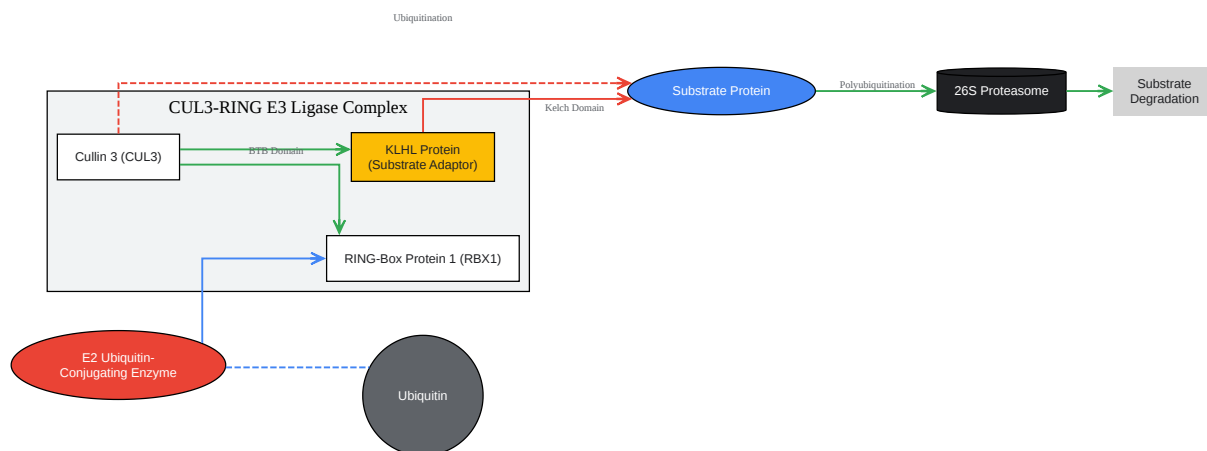 Ubiquitination
CUL3-RING E3 Ligase Complex
Cullin 3 (CUL3)
BTB Domain
KLHL Protein
(Substrate Adaptor)
Kelch Domain
Substrate Protein
Polyubiquitination
26S Proteasome
Substrate
Degradation
RING-Box Protein 1 (RBX1)
E2 Ubiquitin-
Conjugating Enzyme
Ubiquitin